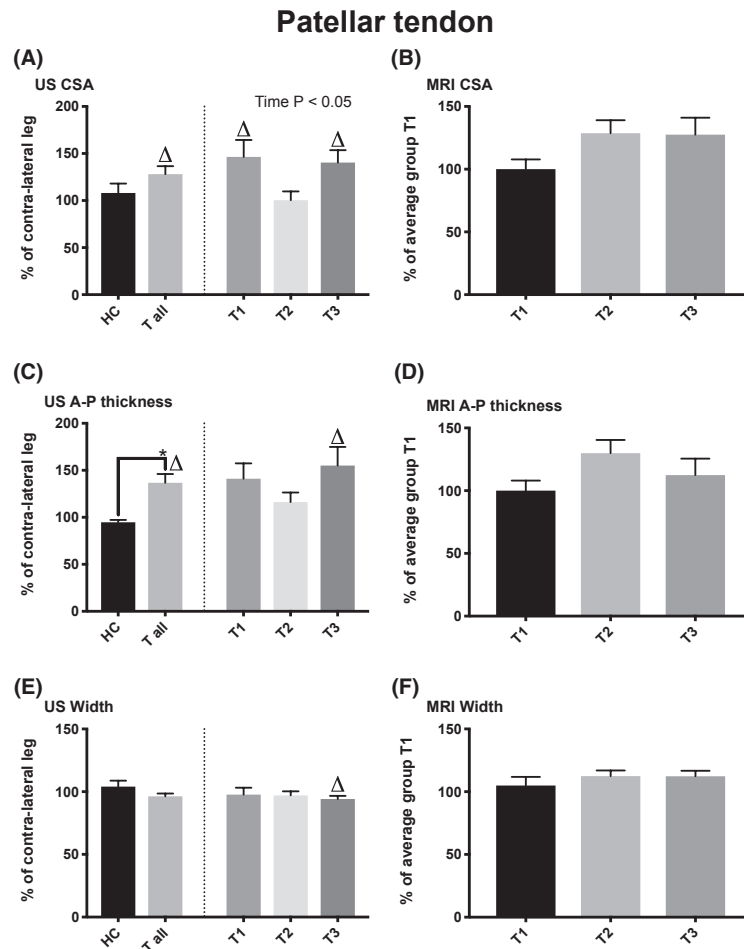 Patellar tendon
(A)
US CSA
Time P < 0.05
% of contra-lateral leg
200
150
100
50
0
Δ
Δ
Δ
HC
T all
T1
T2
T3
(B)
MRI CSA
% of average group T1
150
100
50
0
T1
T2
T3
(C)
US A-P thickness
% of contra-lateral leg
200
150
100
50
0
*
Δ
Δ
HC
T all
T1
T2
T3
(D)
MRI A-P thickness
% of average group T1
150
100
50
0
T1
T2
T3
(E)
US Width
% of contra-lateral leg
150
100
50
0
Δ
HC
T all
T1
T2
T3
(F)
MRI Width
% of average group T1
150
100
50
0
T1
T2
T3